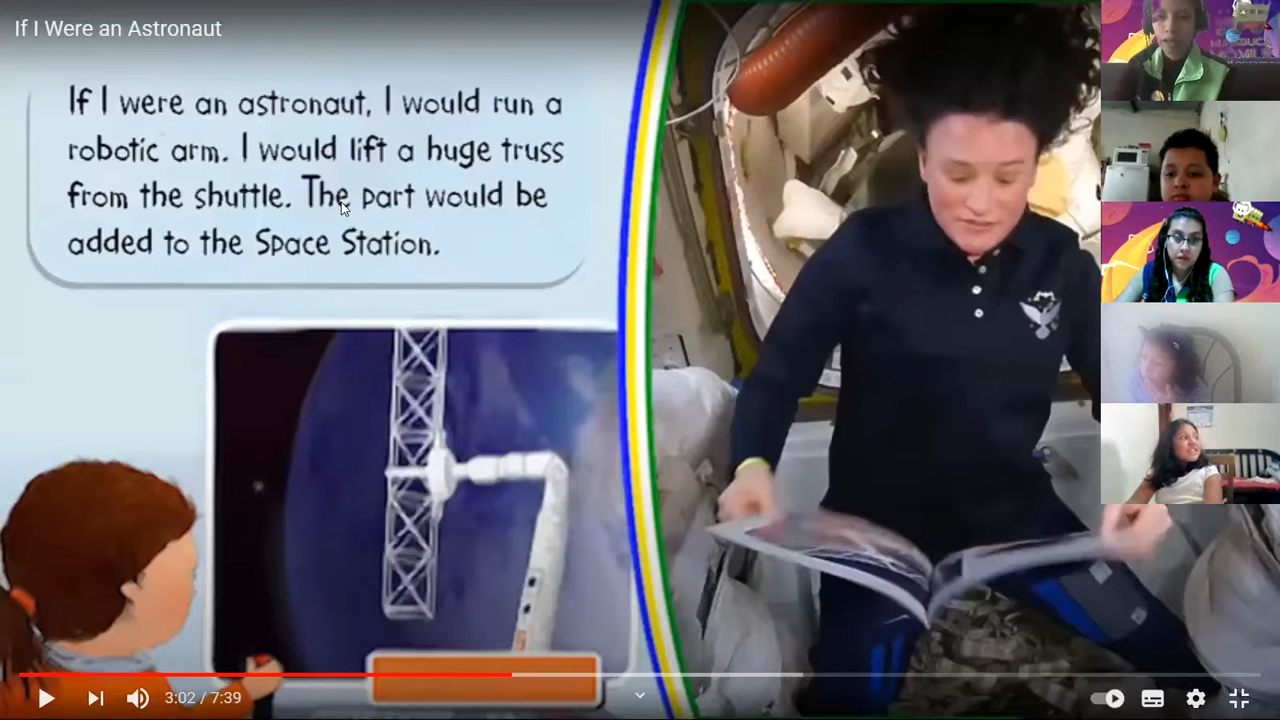 If I Were an Astronaut
If I were an astronaut, I would run a
robotic arm. I would lift a huge truss
from the shuttle. The part would be
added to the Space Station.
3:02 / 7:39